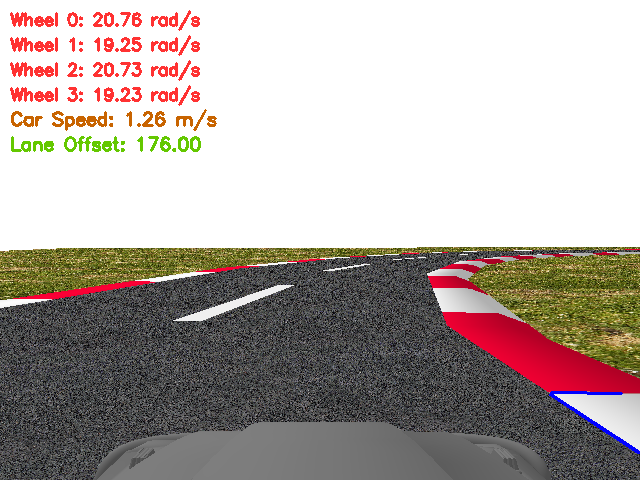 Wheel 0: 20.76 rad/s
Wheel 1: 19.25 rad/s
Wheel 2: 20.73 rad/s
Wheel 3: 19.23 rad/s
Car Speed: 1.26 m/s
Lane Offset: 176.00